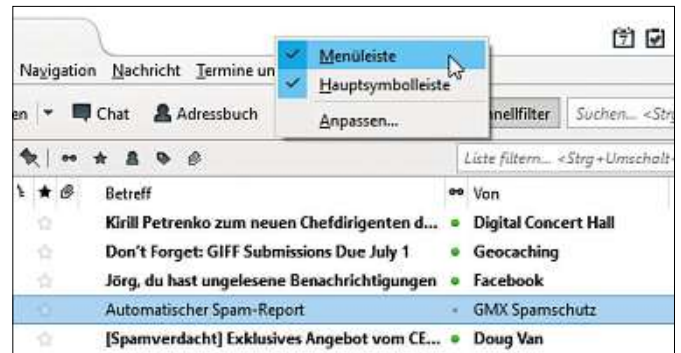 Menüleiste
Navigation Nachricht Termine un
Hauptsymbolleiste
en Chat Adressbuch Anpassen... nellfilter Suchen... <Strg
Liste filtern... <Strg+Umschalt+
Betreff Von
Kirill Petrenko zum neuen Chefdirigenten d... Digital Concert Hall
Don't Forget: GIFF Submissions Due July 1 Geocaching
Jörg, du hast ungelesene Benachrichtigungen Facebook
Automatischer Spam-Report GMX Spamschutz
[Spamverdacht] Exklusives Angebot vom CE... Doug Van